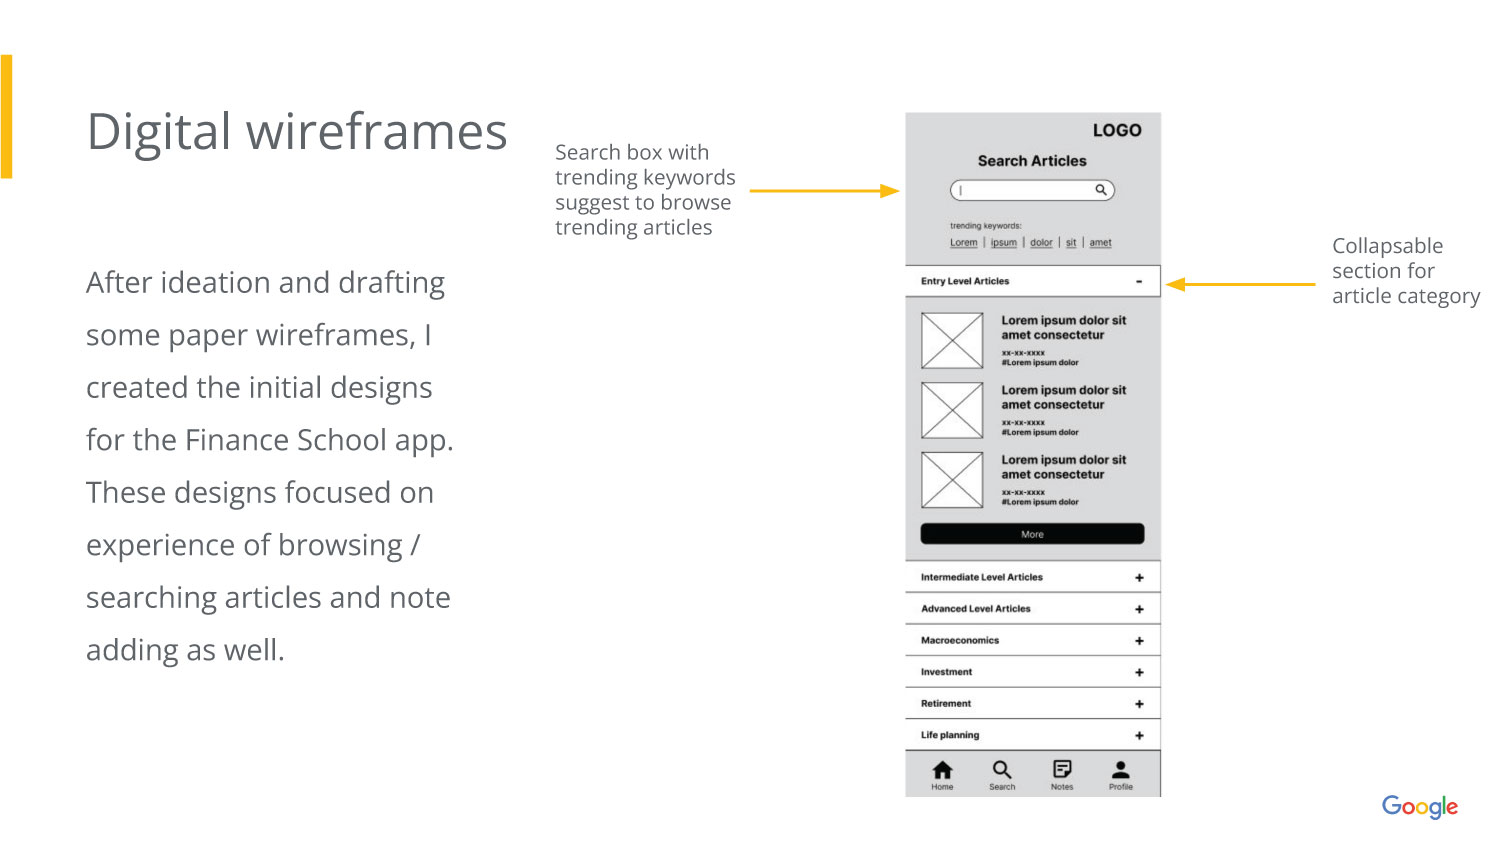 Digital wireframes
After ideation and drafting
some paper wireframes, I
created the initial designs
for the Finance School app.
These designs focused on
experience of browsing /
searching articles and note
adding as well.
Search box with
trending keywords
suggest to browse
trending articles
LOGO
Search Articles
trending keywords:
Lorem | ipsum | dolor | sit | amet
Entry Level Articles -
Lorem ipsum dolor sit
amet consectetur
xx-xx-xxxx
#Lorem ipsum dolor
Lorem ipsum dolor sit
amet consectetur
xx-xx-xxxx
#Lorem ipsum dolor
Lorem ipsum dolor sit
amet consectetur
xx-xx-xxxx
#Lorem ipsum dolor
More
Intermediate Level Articles +
Advanced Level Articles +
Macroeconomics +
Investment +
Retirement +
Life planning +
Home Search Notes Profile
Collapsable
section for
article category
Google